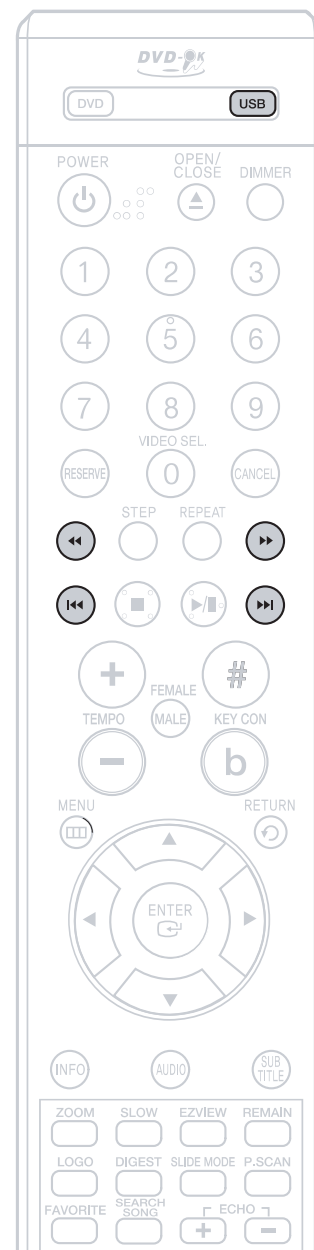 DVD-OK
DVD USB
POWER OPEN/
CLOSE DIMMER
1 2 3
4 5 6
7 8 9
VIDEO SEL.
RESERVE 0 CANCEL
STEP REPEAT
+ #
FEMALE
TEMPO MALE KEY CON
− b
MENU RETURN
ENTER
INFO AUDIO SUB
TITLE
ZOOM SLOW EZVIEW REMAIN
LOGO DIGEST SLIDE MODE P.SCAN
FAVORITE SEARCH
SONG ECHO
+ −